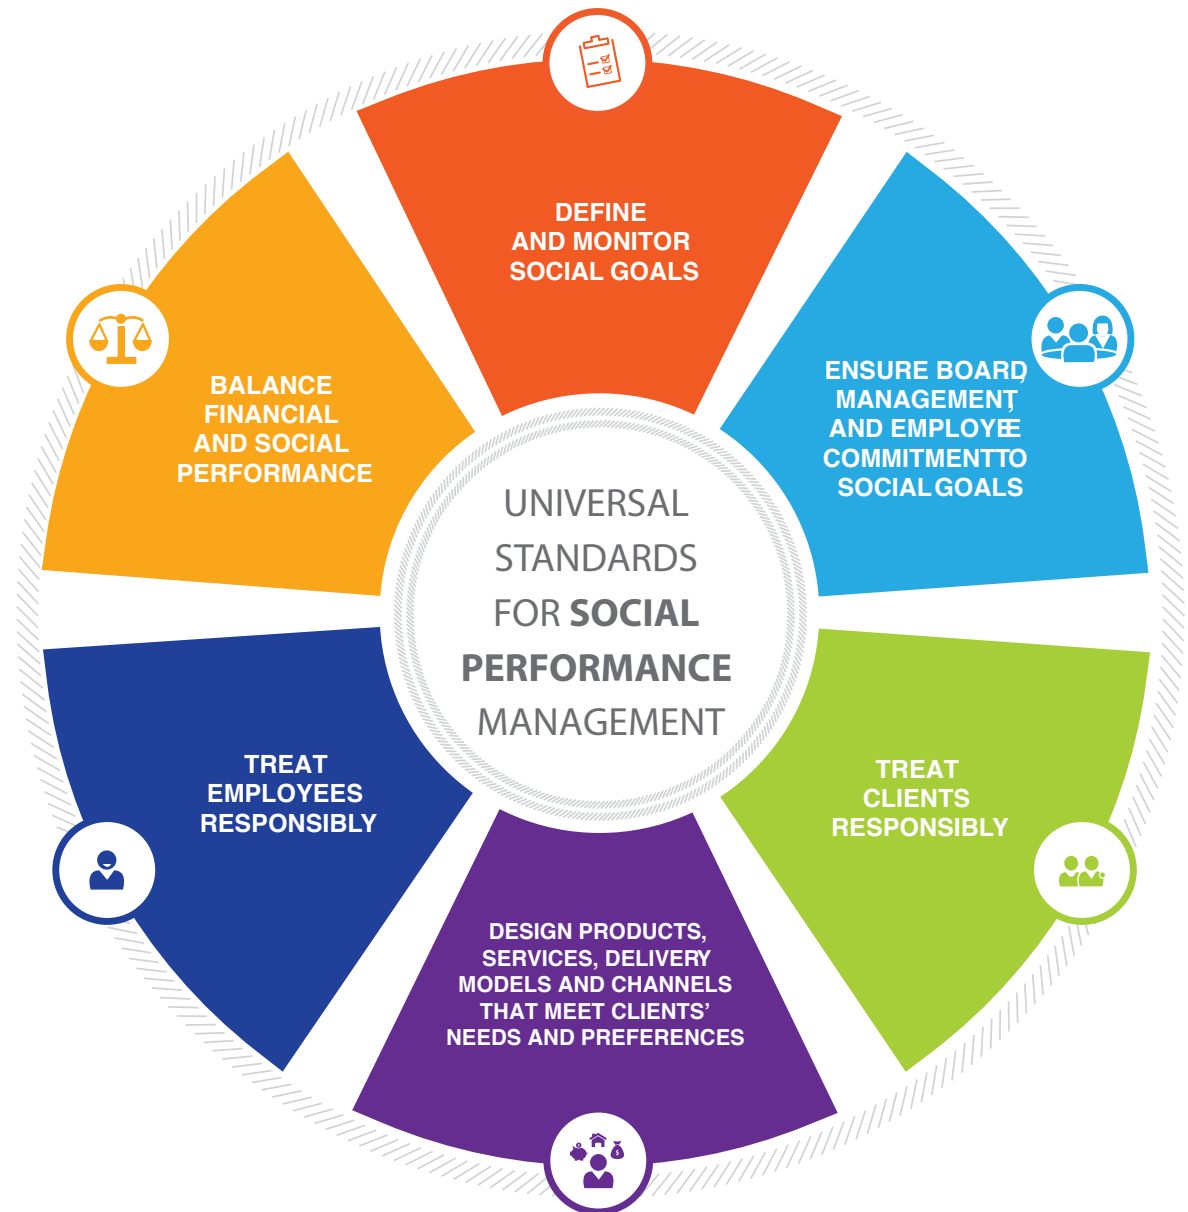 DEFINE
AND MONITOR
SOCIAL GOALS
ENSURE BOARD,
MANAGEMENT,
AND EMPLOYEE
COMMITMENT TO
SOCIAL GOALS
TREAT
CLIENTS
RESPONSIBLY
DESIGN PRODUCTS,
SERVICES, DELIVERY
MODELS AND CHANNELS
THAT MEET CLIENTS’
NEEDS AND PREFERENCES
TREAT
EMPLOYEES
RESPONSIBLY
BALANCE
FINANCIAL
AND SOCIAL
PERFORMANCE
UNIVERSAL
STANDARDS
FOR SOCIAL
PERFORMANCE
MANAGEMENT